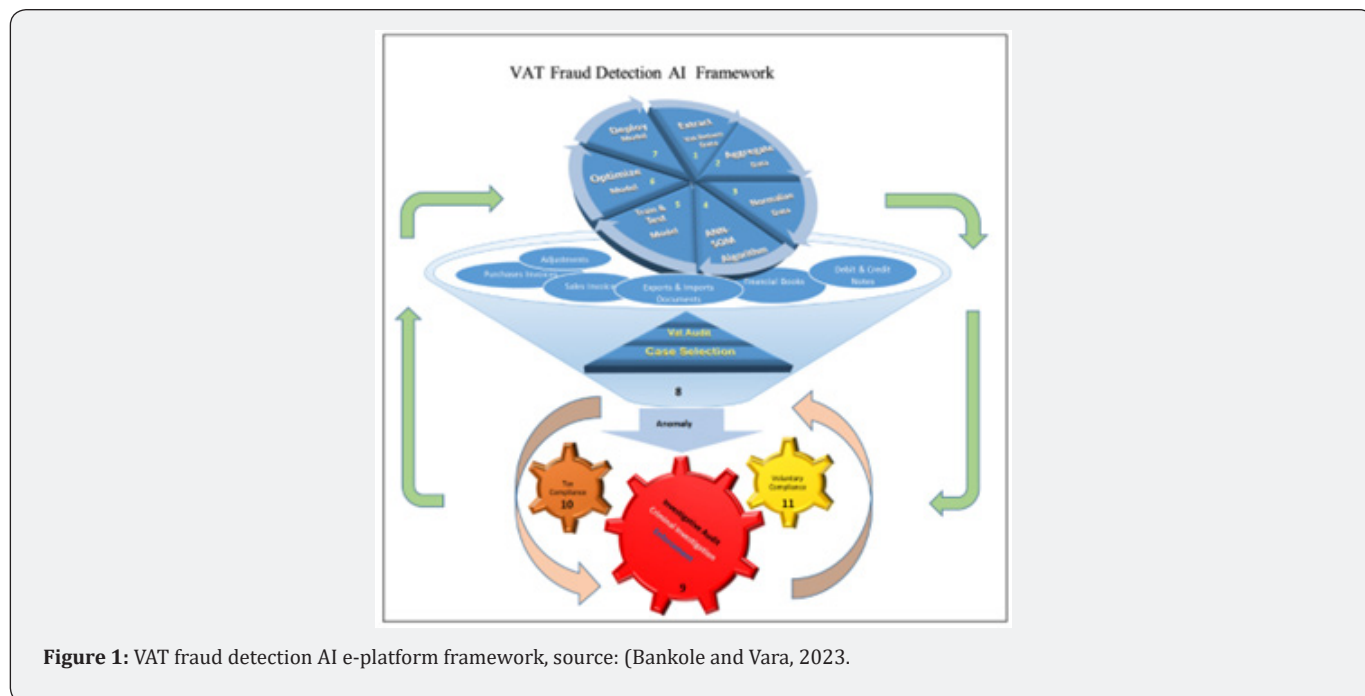 VAT Fraud Detection AI Framework
Deploy
Model
7
Extract
Data
1
Aggregate
Data
2
Optimize
Model
6
3
Normalize
Data
Train &
Test
Model
5
4
ANN-
SOM
Algorithm
Adjustments
Purchases Invoices
Sales Invoice
Exports & Imports
Documents
Financial Books
Debit & Credit
Notes
Vat Audit
Case Selection
8
Anomaly
Tax
Compliance
10
Investigative Audit
Criminal Investigation
9
Voluntary
Compliance
11
Figure 1: VAT fraud detection AI e-platform framework, source: (Bankole and Vara, 2023.